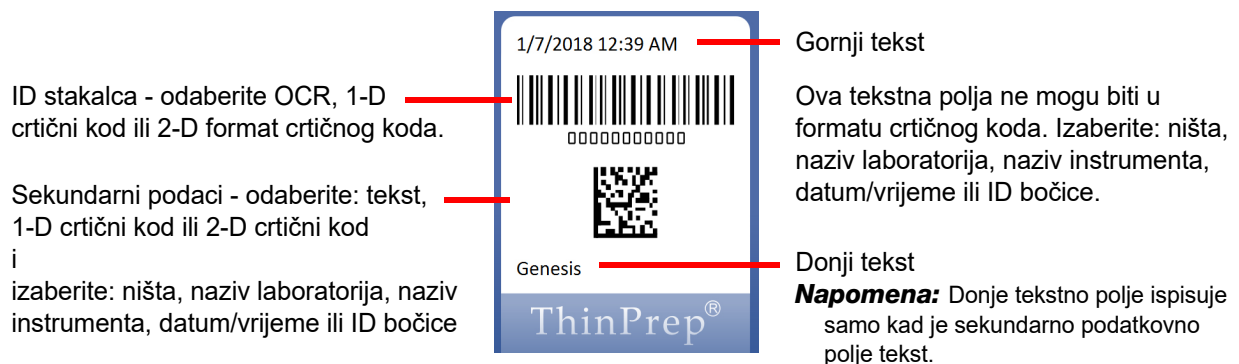 ID stakalca - odaberite OCR, 1-D
crtični kod ili 2-D format crtičnog koda.
Sekundarni podaci - odaberite: tekst,
1-D crtični kod ili 2-D crtični kod
i
izaberite: ništa, naziv laboratorija, naziv
instrumenta, datum/vrijeme ili ID bočice
1/7/2018 12:39 AM
00000000000
Genesis
ThinPrep®
Gornji tekst
Ova tekstna polja ne mogu biti u
formatu crtičnog koda. Izaberite: ništa,
naziv laboratorija, naziv instrumenta,
datum/vrijeme ili ID bočice.
Donji tekst
Napomena: Donje tekstno polje ispisuje
samo kad je sekundarno podatkovno
polje tekst.